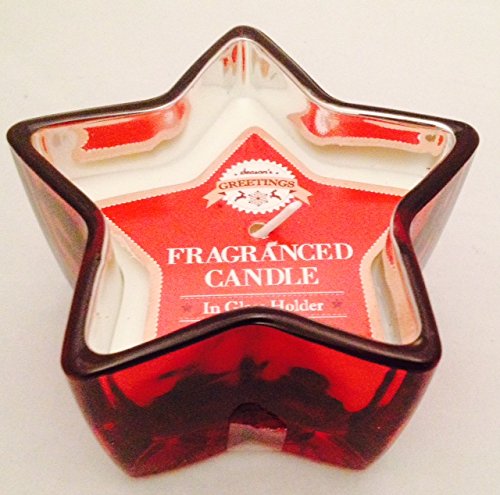 Season's
GREETINGS
FRAGRANCED
CANDLE
In Glass Holder